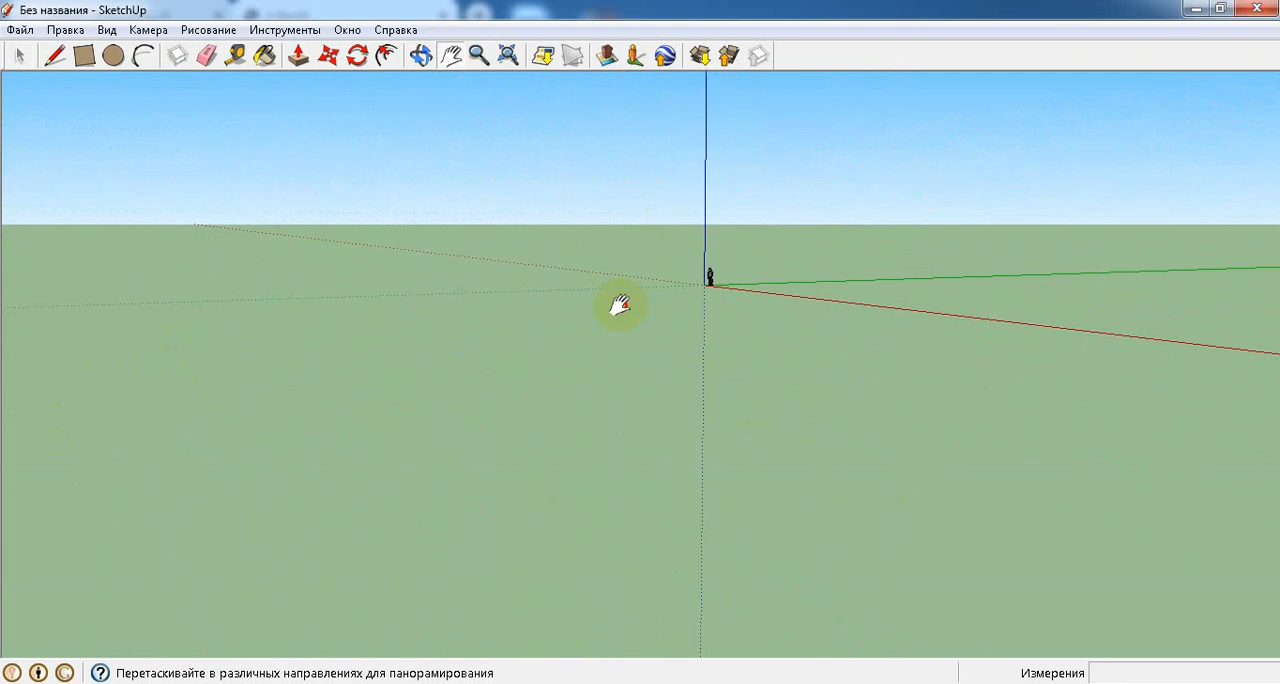 Без названия - SketchUp
Файл Правка Вид Камера Рисование Инструменты Окно Справка
Перетаскивайте в различных направлениях для панорамирования Измерения